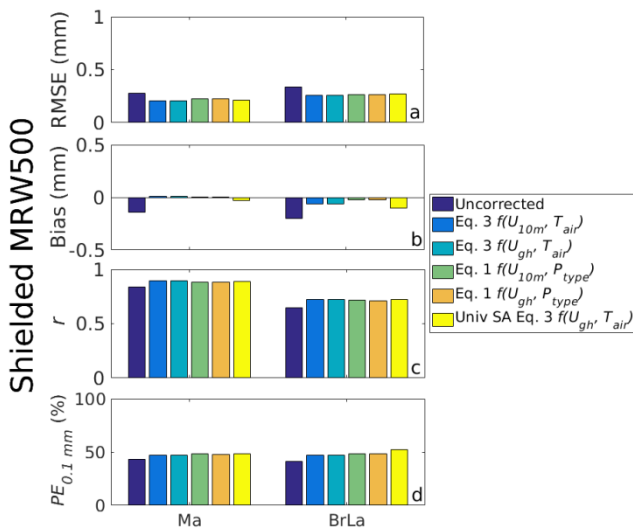 Shielded MRW500
RMSE (mm)
1
0.5
0
a
Bias (mm)
0.5
0
-0.5
b
r
1
0.5
0
c
PE0.1 mm (%)
100
50
0
d
Ma
BrLa
Uncorrected
Eq. 3 f(U10m, Tair)
Eq. 3 f(Ugh, Tair)
Eq. 1 f(U10m, Ptype)
Eq. 1 f(Ugh, Ptype)
Univ SA Eq. 3 f(Ugh, Tair)